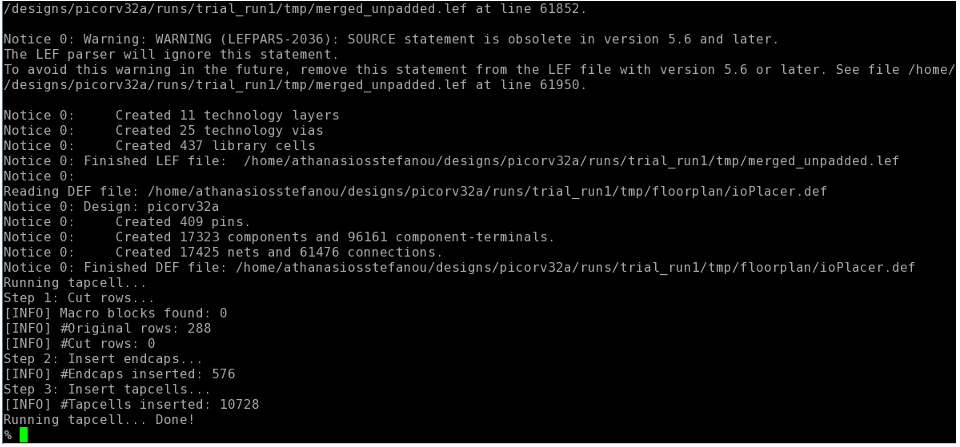 /designs/picorv32a/runs/trial_run1/tmp/merged_unpadded.lef at line 61852.
Notice 0: Warning: WARNING (LEFPARS-2036): SOURCE statement is obsolete in version 5.6 and later.
The LEF parser will ignore this statement.
To avoid this warning in the future, remove this statement from the LEF file with version 5.6 or later. See file /home/
/designs/picorv32a/runs/trial_run1/tmp/merged_unpadded.lef at line 61950.
Notice 0:     Created 11 technology layers
Notice 0:     Created 25 technology vias
Notice 0:     Created 437 library cells
Notice 0: Finished LEF file:  /home/athanasiosstefanou/designs/picorv32a/runs/trial_run1/tmp/merged_unpadded.lef
Notice 0:
Reading DEF file: /home/athanasiosstefanou/designs/picorv32a/runs/trial_run1/tmp/floorplan/ioPlacer.def
Notice 0: Design: picorv32a
Notice 0:     Created 409 pins.
Notice 0:     Created 17323 components and 96161 component-terminals.
Notice 0:     Created 17425 nets and 61476 connections.
Notice 0: Finished DEF file: /home/athanasiosstefanou/designs/picorv32a/runs/trial_run1/tmp/floorplan/ioPlacer.def
Running tapcell...
Step 1: Cut rows...
[INFO] Macro blocks found: 0
[INFO] #Original rows: 288
[INFO] #Cut rows: 0
Step 2: Insert endcaps...
[INFO] #Endcaps inserted: 576
Step 3: Insert tapcells...
[INFO] #Tapcells inserted: 10728
Running tapcell... Done!
%